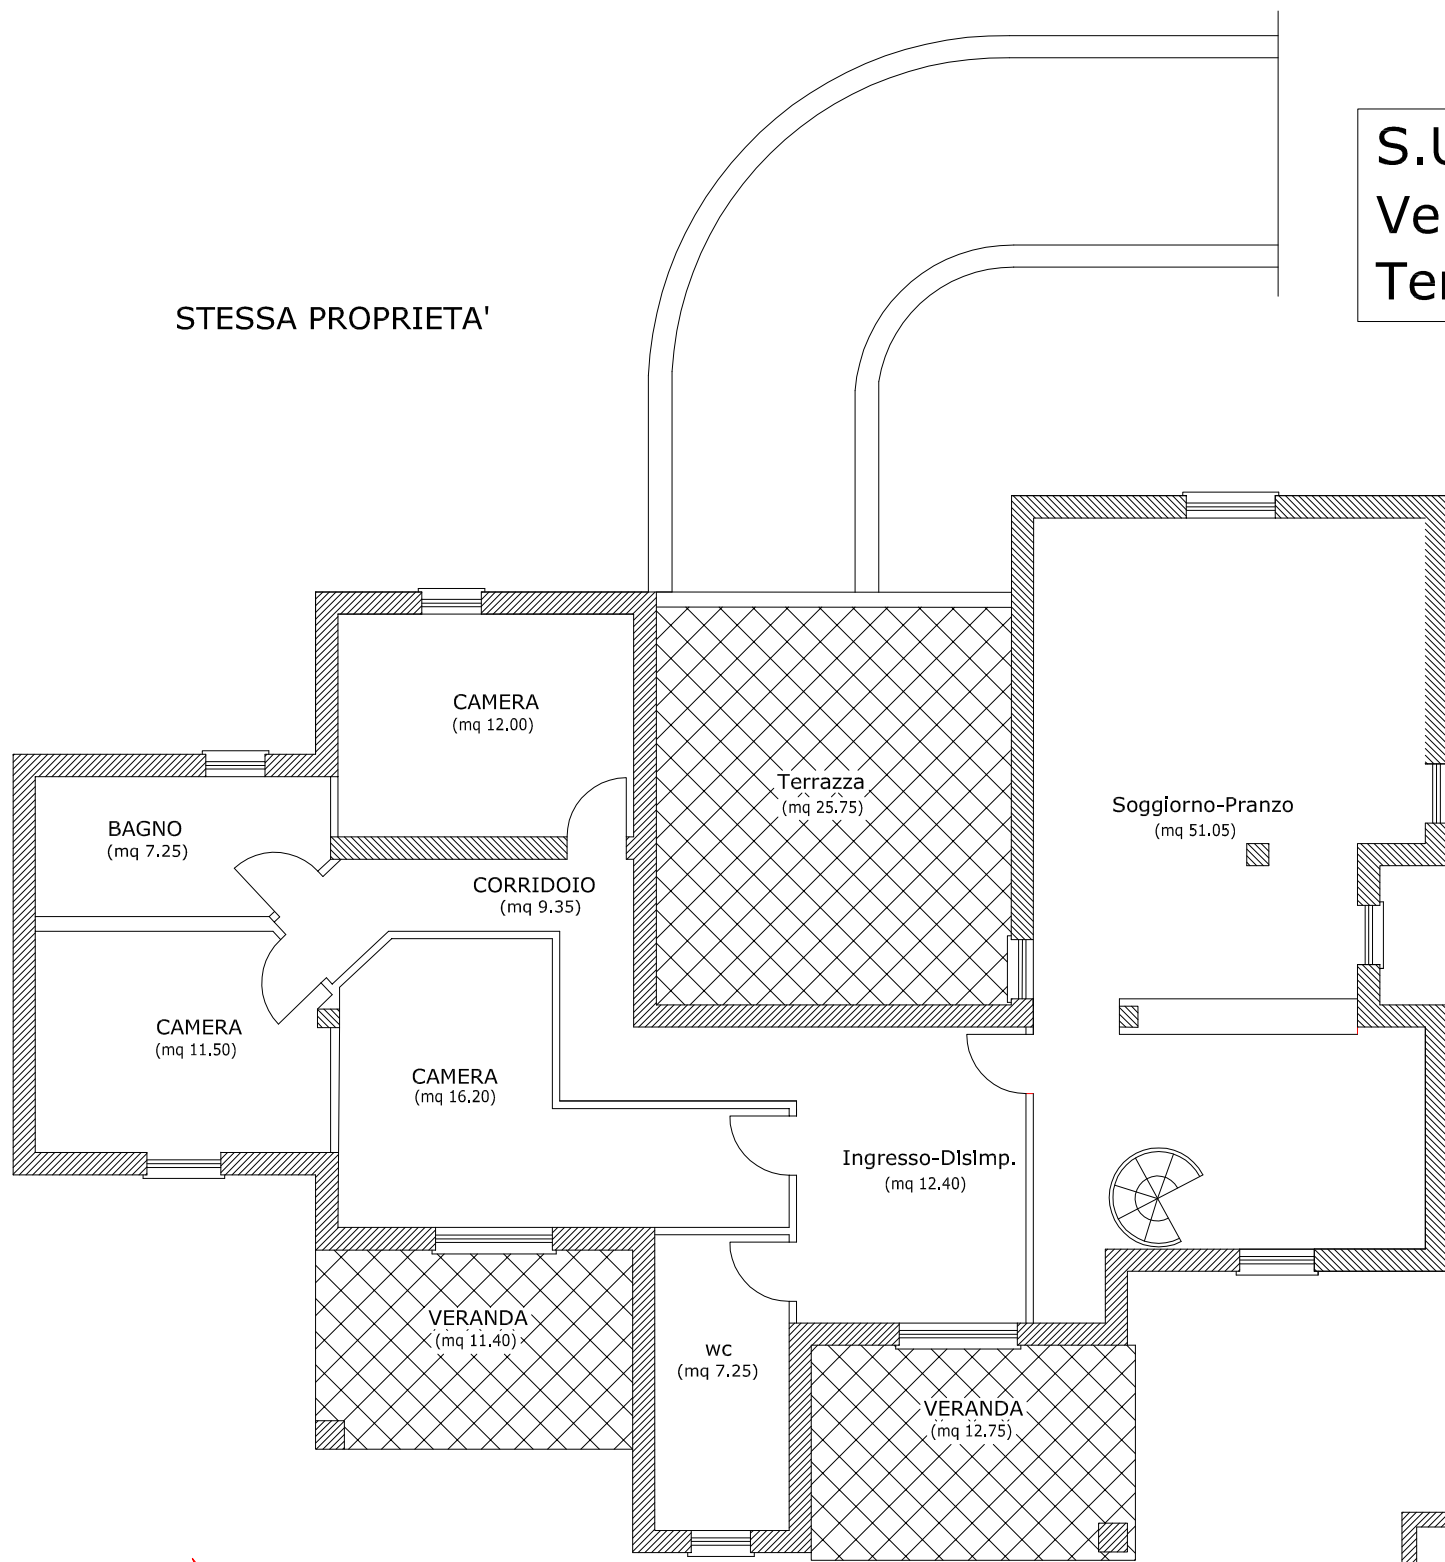 S.U
Ve
Ter
STESSA PROPRIETA'
CAMERA
(mq 12.00)
Terrazza
(mq 25.75)
Soggiorno-Pranzo
(mq 51.05)
BAGNO
(mq 7.25)
CORRIDOIO
(mq 9.35)
CAMERA
(mq 11.50)
CAMERA
(mq 16.20)
Ingresso-Disimp.
(mq 12.40)
VERANDA
(mq 11.40)
wc
(mq 7.25)
VERANDA
(mq 12.75)